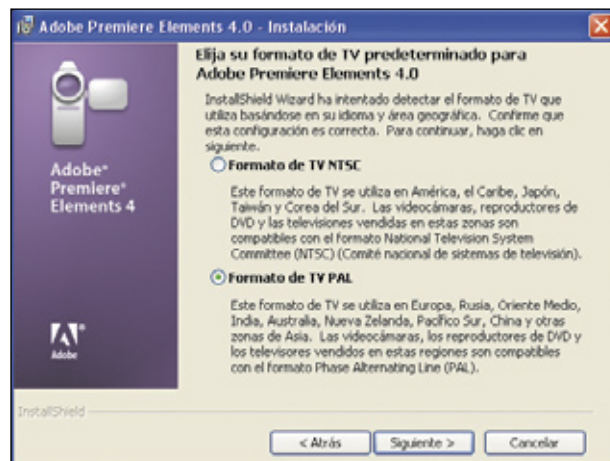 Adobe Premiere Elements 4.0 - Instalación
Adobe®
Premiere®
Elements 4
Adobe
Elija su formato de TV predeterminado para
Adobe Premiere Elements 4.0
InstallShield Wizard ha intentado detectar el formato de TV que
utiliza basándose en su idioma y área geográfica. Confirme que
esta configuración es correcta. Para continuar, haga clic en
siguiente.
Formato de TV NTSC
Este formato de TV se utiliza en América, el Caribe, Japón,
Taiwán y Corea del Sur. Las videocámaras, reproductores de
DVD y las televisiones vendidas en estas zonas son
compatibles con el formato National Television System
Committee (NTSC) (Comité nacional de sistemas de televisión).
Formato de TV PAL
Este formato de TV se utiliza en Europa, Rusia, Oriente Medio,
India, Australia, Nueva Zelanda, Pacífico Sur, China y otras
zonas de Asia. Las videocámaras, los reproductores de DVD y
los televisores vendidos en estas regiones son compatibles
con el formato Phase Alternating Line (PAL).
InstallShield
< Atrás
Siguiente >
Cancelar